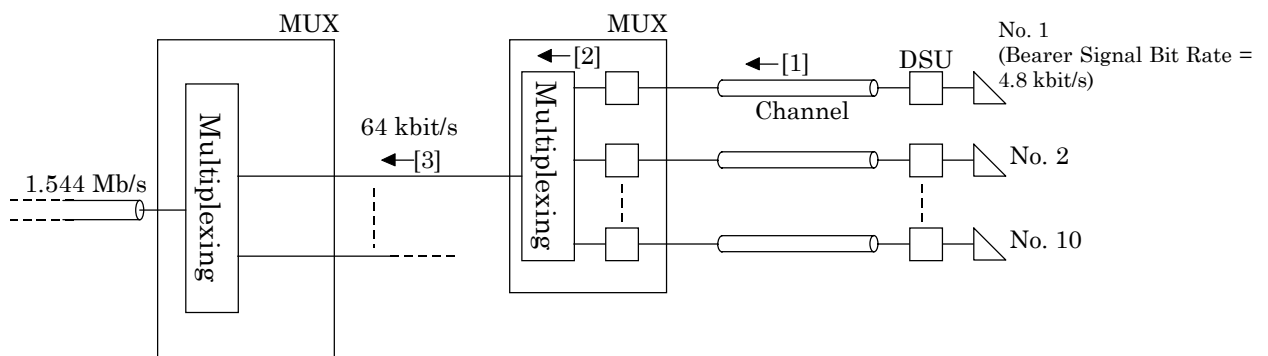 MUX
MUX
No. 1
(Bearer Signal Bit Rate =
4.8 kbit/s)
DSU
[2]
[1]
Channel
Multiplexing
Multiplexing
64 kbit/s
[3]
No. 2
1.544 Mb/s
No. 10